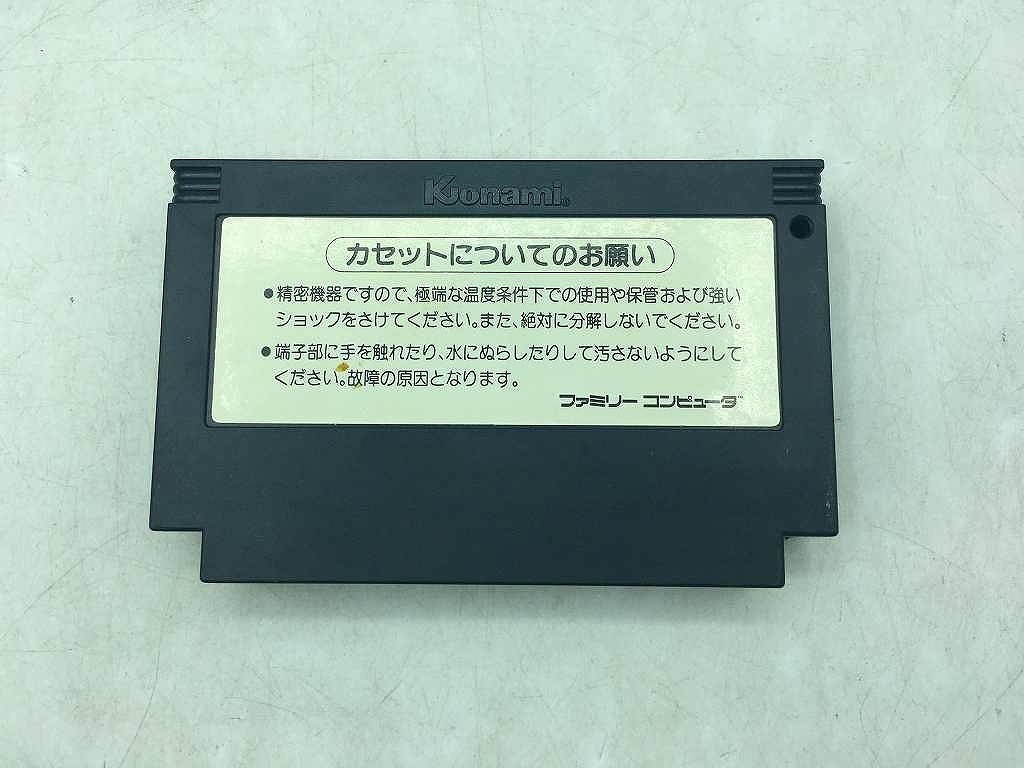 Konami®
カセットについてのお願い
●精密機器ですので、極端な温度条件下での使用や保管および強い
ショックをさけてください。また、絶対に分解しないでください。
●端子部に手を触れたり、水にぬらしたりして汚さないようにして
ください。故障の原因となります。
ファミリー コンピュータ™